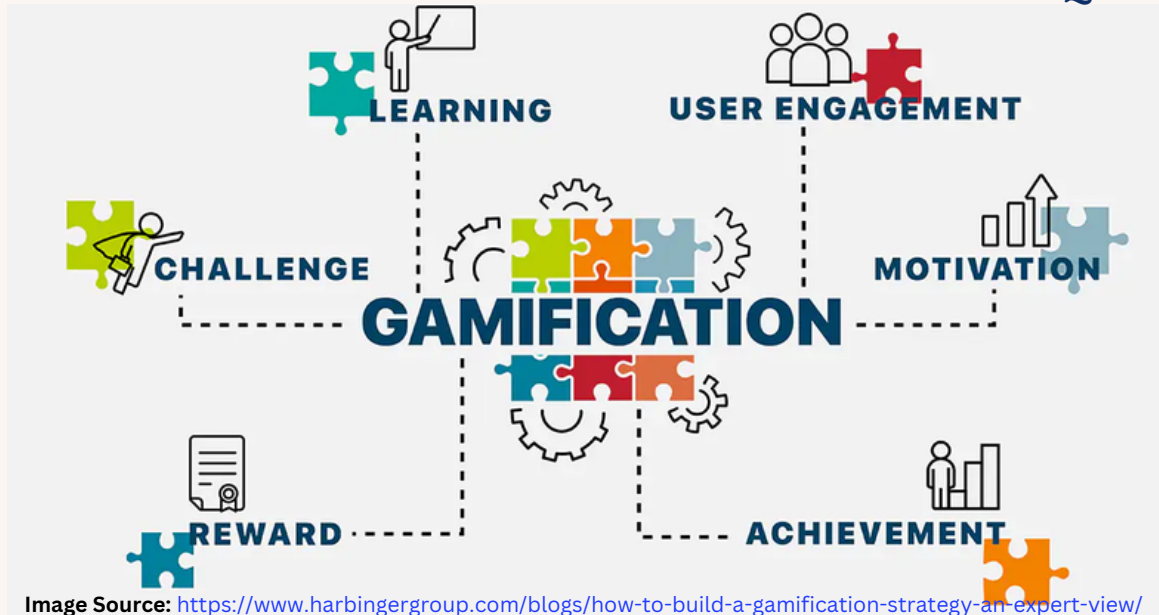 LEARNING
USER ENGAGEMENT
CHALLENGE
MOTIVATION
GAMIFICATION
REWARD
ACHIEVEMENT
Image Source: https://www.harbingergroup.com/blogs/how-to-build-a-gamification-strategy-an-expert-view/